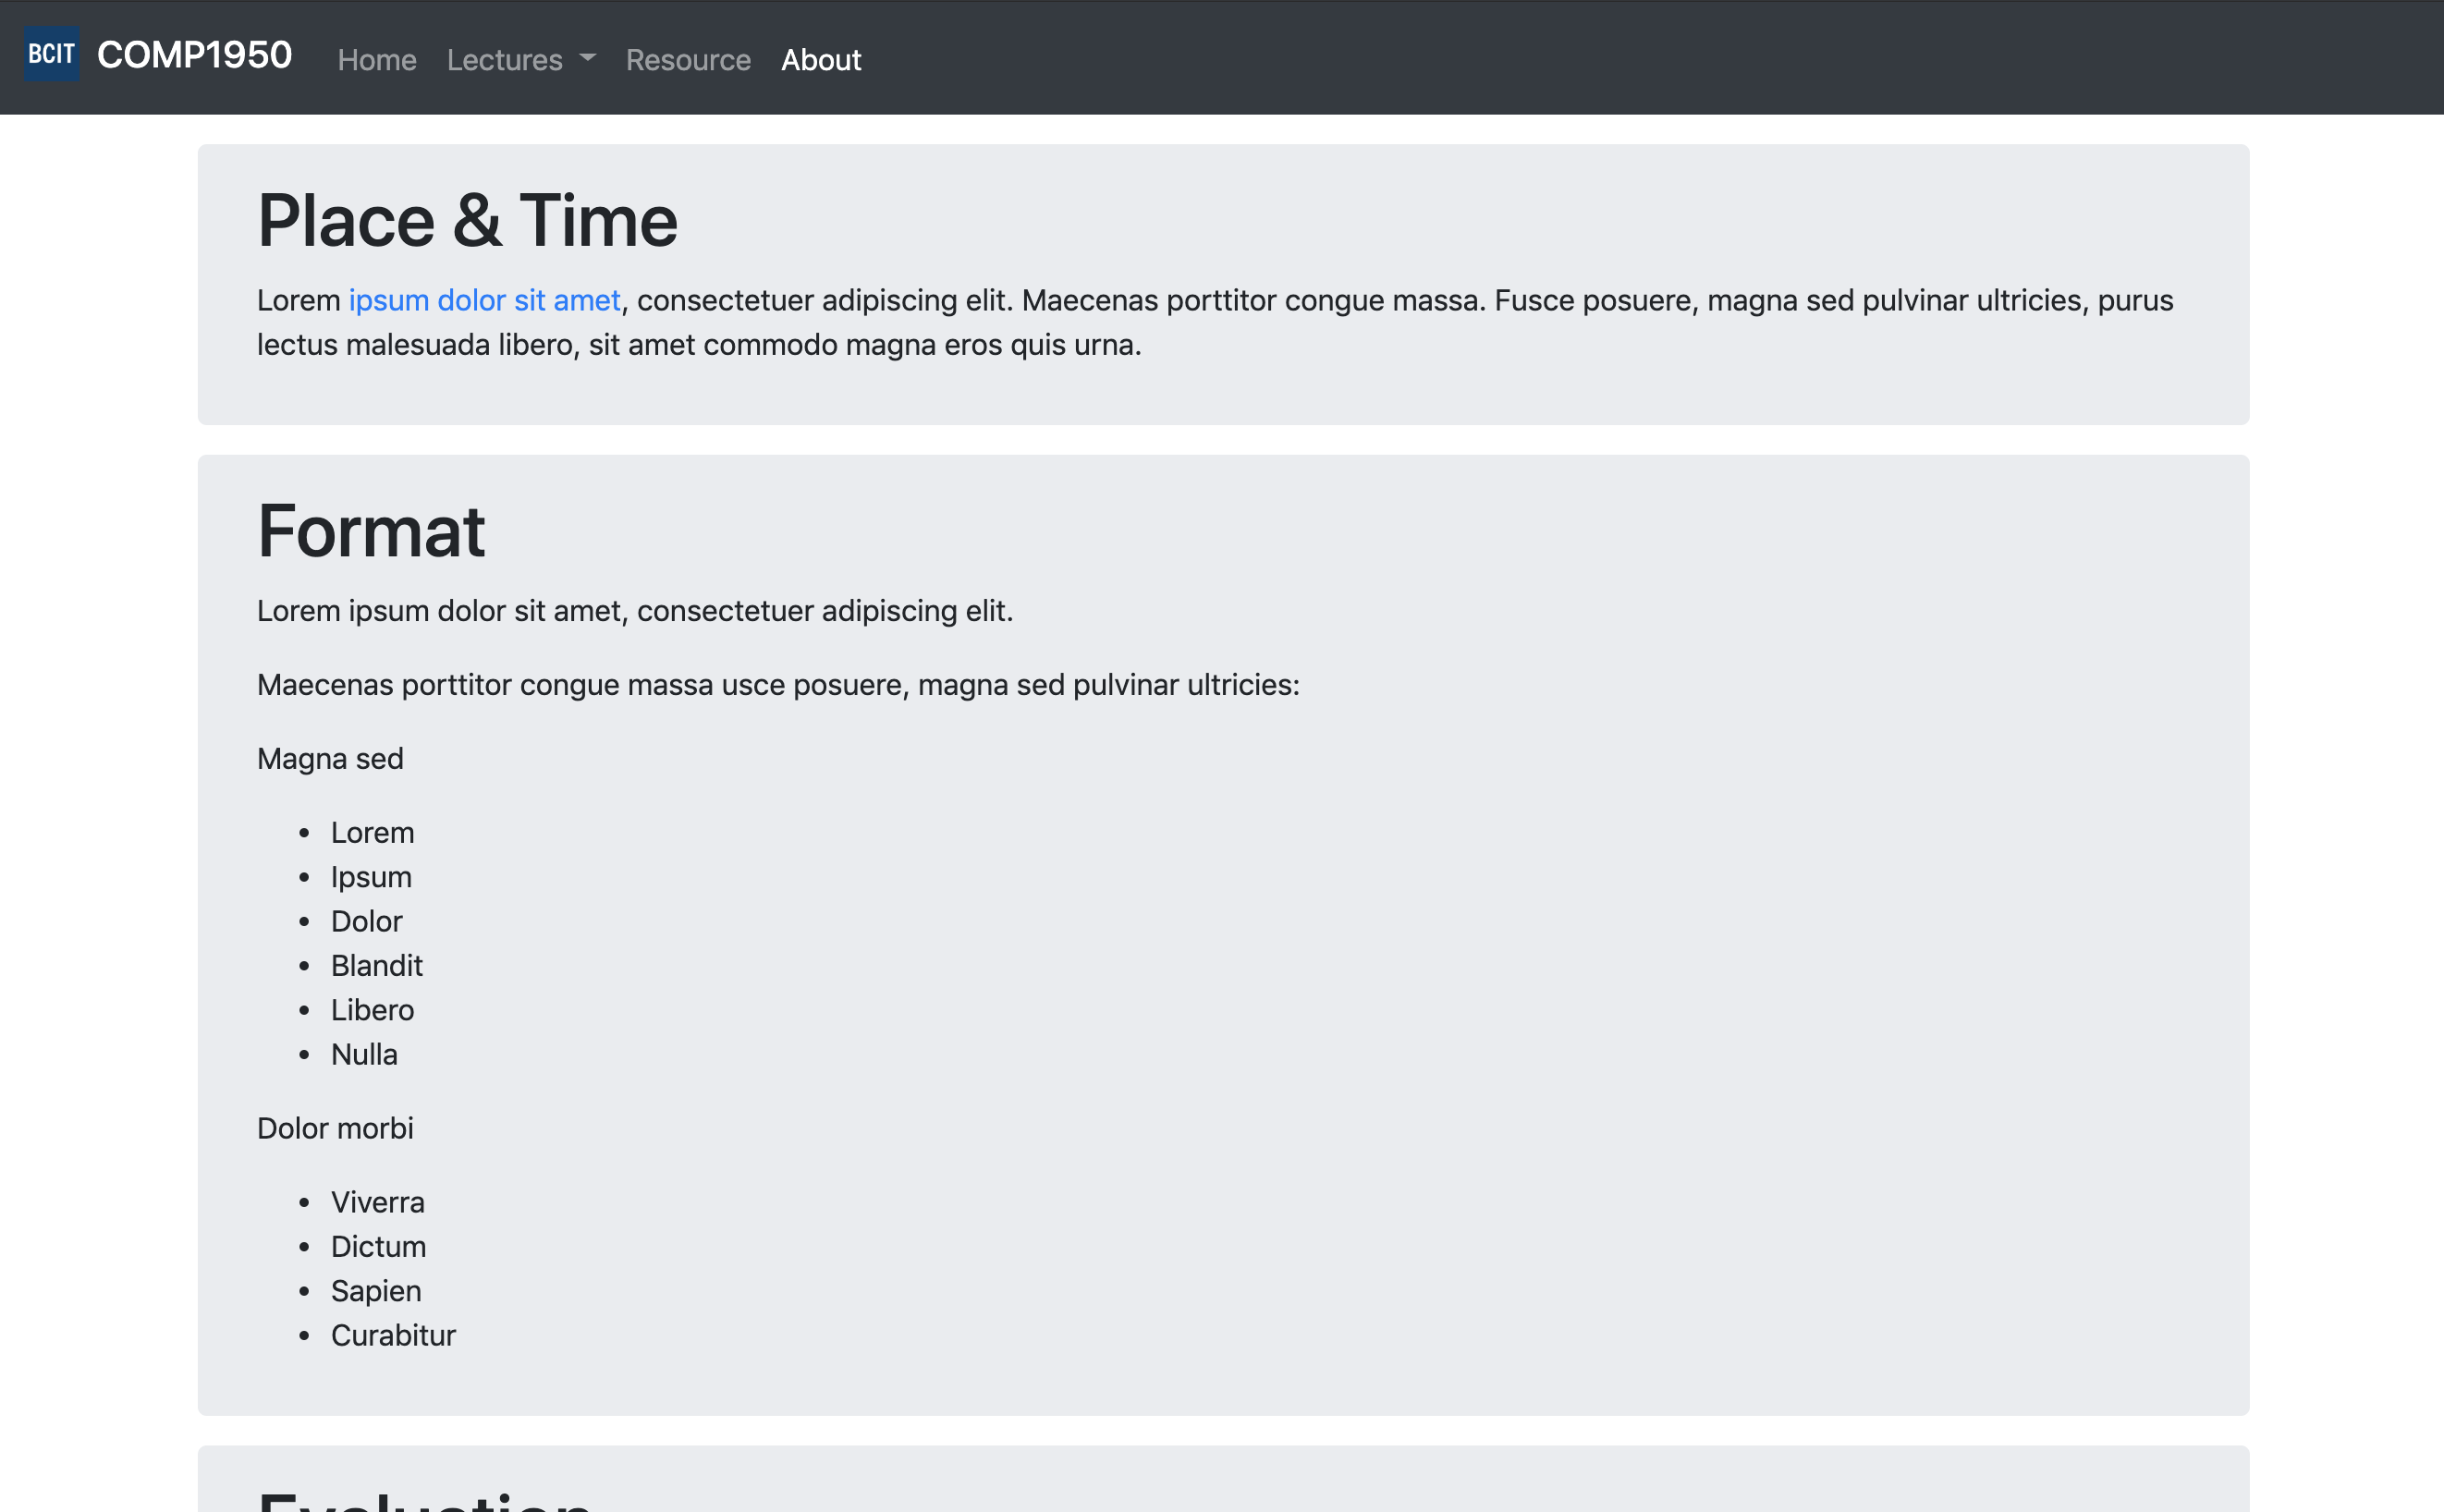 BCIT COMP1950 Home Lectures Resource About
Place & Time
Lorem ipsum dolor sit amet, consectetuer adipiscing elit. Maecenas porttitor congue massa. Fusce posuere, magna sed pulvinar ultricies, purus
lectus malesuada libero, sit amet commodo magna eros quis urna.
Format
Lorem ipsum dolor sit amet, consectetuer adipiscing elit.
Maecenas porttitor congue massa usce posuere, magna sed pulvinar ultricies:
Magna sed
• Lorem
• Ipsum
• Dolor
• Blandit
• Libero
• Nulla
Dolor morbi
• Viverra
• Dictum
• Sapien
• Curabitur
Evaluation